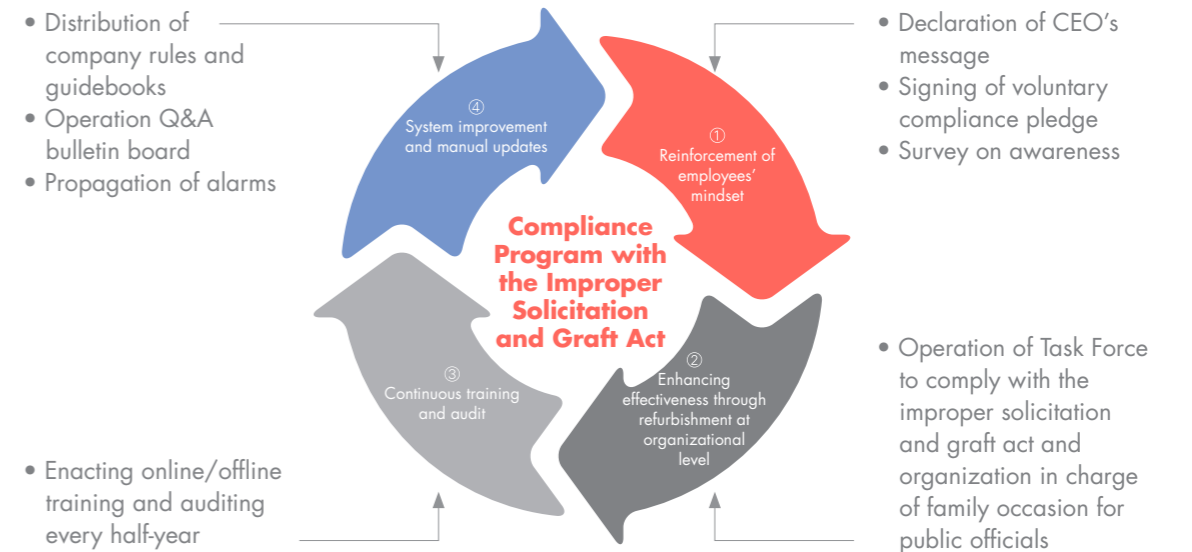 • Distribution of
company rules and
guidebooks
• Operation Q&A
bulletin board
• Propagation of alarms
• Declaration of CEO’s
message
• Signing of voluntary
compliance pledge
• Survey on awareness
④
System improvement
and manual updates
①
Reinforcement of
employees’
mindset
Compliance
Program with
the Improper
Solicitation
and Graft Act
③
Continuous training
and audit
②
Enhancing
effectiveness through
refurbishment at
organizational
level
• Enacting online/offline
training and auditing
every half-year
• Operation of Task Force
to comply with the
improper solicitation
and graft act and
organization in charge
of family occasion for
public officials